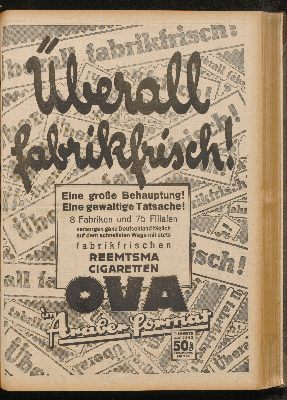 Überall
fabrikfrisch!
Eine große Behauptung!
Eine gewaltige Tatsache!
8 Fabriken und 75 Filialen
versorgen ganz Deutschland
auf dem schnellsten Wege mit stets
fabrikfrischen
REEMTSMA
CIGARETTEN
OVA
Araber Format
50